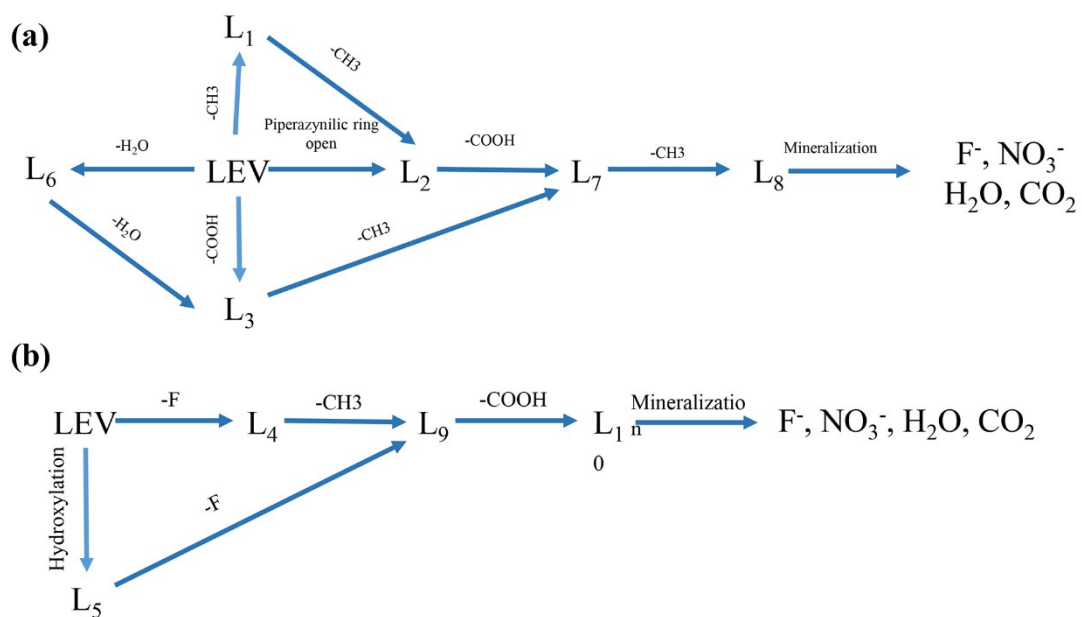 (a)
L₁
-CH3
-CH3
Piperazynilic ring
open
-H₂O
-COOH
-CH3
Mineralization
L₆
LEV
L₂
L₇
L₈
F⁻, NO₃⁻
H₂O, CO₂
-H₂O
-COOH
-CH3
L₃
(b)
-F
-CH3
-COOH
Mineralizatio
n
LEV
L₄
L₉
L₁
0
F⁻, NO₃⁻, H₂O, CO₂
Hydroxylation
-F
L₅